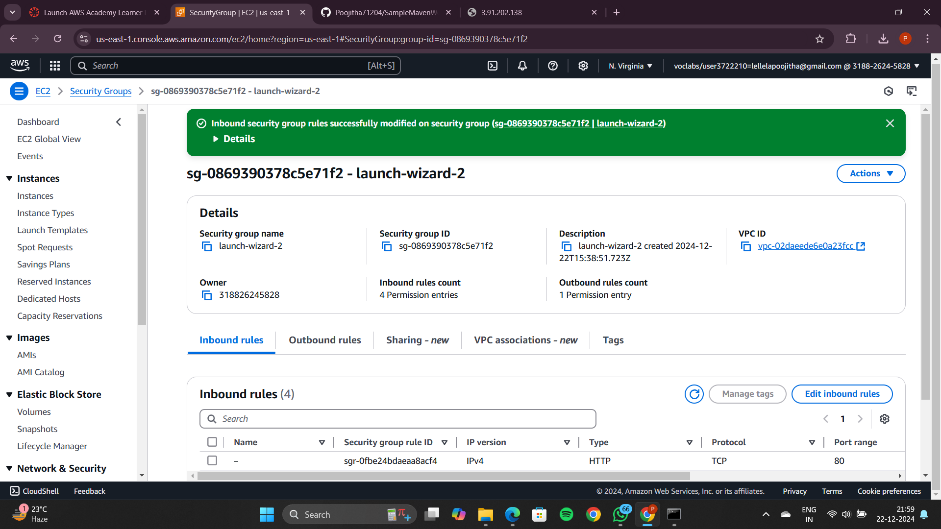 Launch AWS Academy Learner
SecurityGroup | EC2 | us-east-1
Poojitha71204/SampleMavenW
3.91.202.138
us-east-1.console.aws.amazon.com/ec2/home?region=us-east-1#SecurityGroup:group-id=sg-0869390378c5e71f2
P
aws
Search
[Alt+S]
N. Virginia
voclabs/user3722210=lellelapoojitha@gmail.com @ 3188-2624-5828
EC2
Security Groups
sg-0869390378c5e71f2 - launch-wizard-2
Dashboard
EC2 Global View
Events
Instances
Instances
Instance Types
Launch Templates
Spot Requests
Savings Plans
Reserved Instances
Dedicated Hosts
Capacity Reservations
Images
AMIs
AMI Catalog
Elastic Block Store
Volumes
Snapshots
Lifecycle Manager
Network & Security
Inbound security group rules successfully modified on security group (sg-0869390378c5e71f2 | launch-wizard-2)
Details
sg-0869390378c5e71f2 - launch-wizard-2
Actions
Details
Security group name
launch-wizard-2
Security group ID
sg-0869390378c5e71f2
Description
launch-wizard-2 created 2024-12-
22T15:38:51.723Z
VPC ID
vpc-02daeede6e0a23fcc
Owner
318826245828
Inbound rules count
4 Permission entries
Outbound rules count
1 Permission entry
Inbound rules
Outbound rules
Sharing - new
VPC associations - new
Tags
Inbound rules (4)
Manage tags
Edit inbound rules
Search
1
Name
Security group rule ID
IP version
Type
Protocol
Port range
–
sgr-0fbe24bdaeaa8acf4
IPv4
HTTP
TCP
80
CloudShell
Feedback
© 2024, Amazon Web Services, Inc. or its affiliates.
Privacy
Terms
Cookie preferences
1
23°C
Haze
Search
66
ENG
IN
21:59
22-12-2024